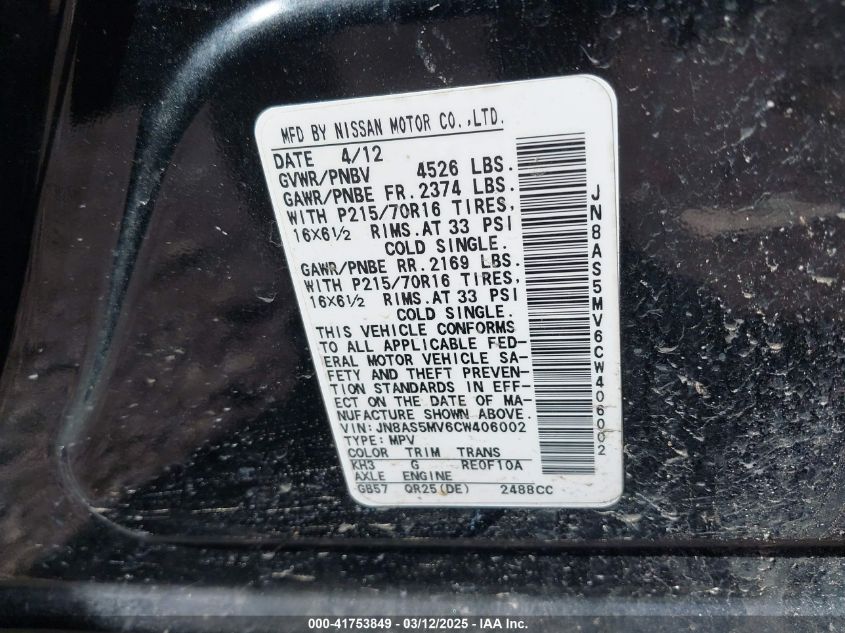 MFD BY NISSAN MOTOR CO.,LTD.
DATE 4/12
GVWR/PNBV 4526 LBS.
GAWR/PNBE FR. 2374 LBS.
WITH P215/70R16 TIRES,
16X6½ RIMS.AT 33 PSI
COLD SINGLE.
GAWR/PNBE RR. 2169 LBS.
WITH P215/70R16 TIRES,
16X6½ RIMS.AT 33 PSI
COLD SINGLE.
THIS VEHICLE CONFORMS
TO ALL APPLICABLE FED-
ERAL MOTOR VEHICLE SA-
FETY AND THEFT PREVEN-
TION STANDARDS IN EFF-
ECT ON THE DATE OF MA-
NUFACTURE SHOWN ABOVE.
VIN: JN8AS5MV6CW406002
TYPE: MPV
COLOR TRIM TRANS
KH3 G RE0F10A
AXLE ENGINE
GB57 QR25(DE) 2488CC
JN8AS5MV6CW406002
000-41753849 - 03/12/2025 - IAA Inc.